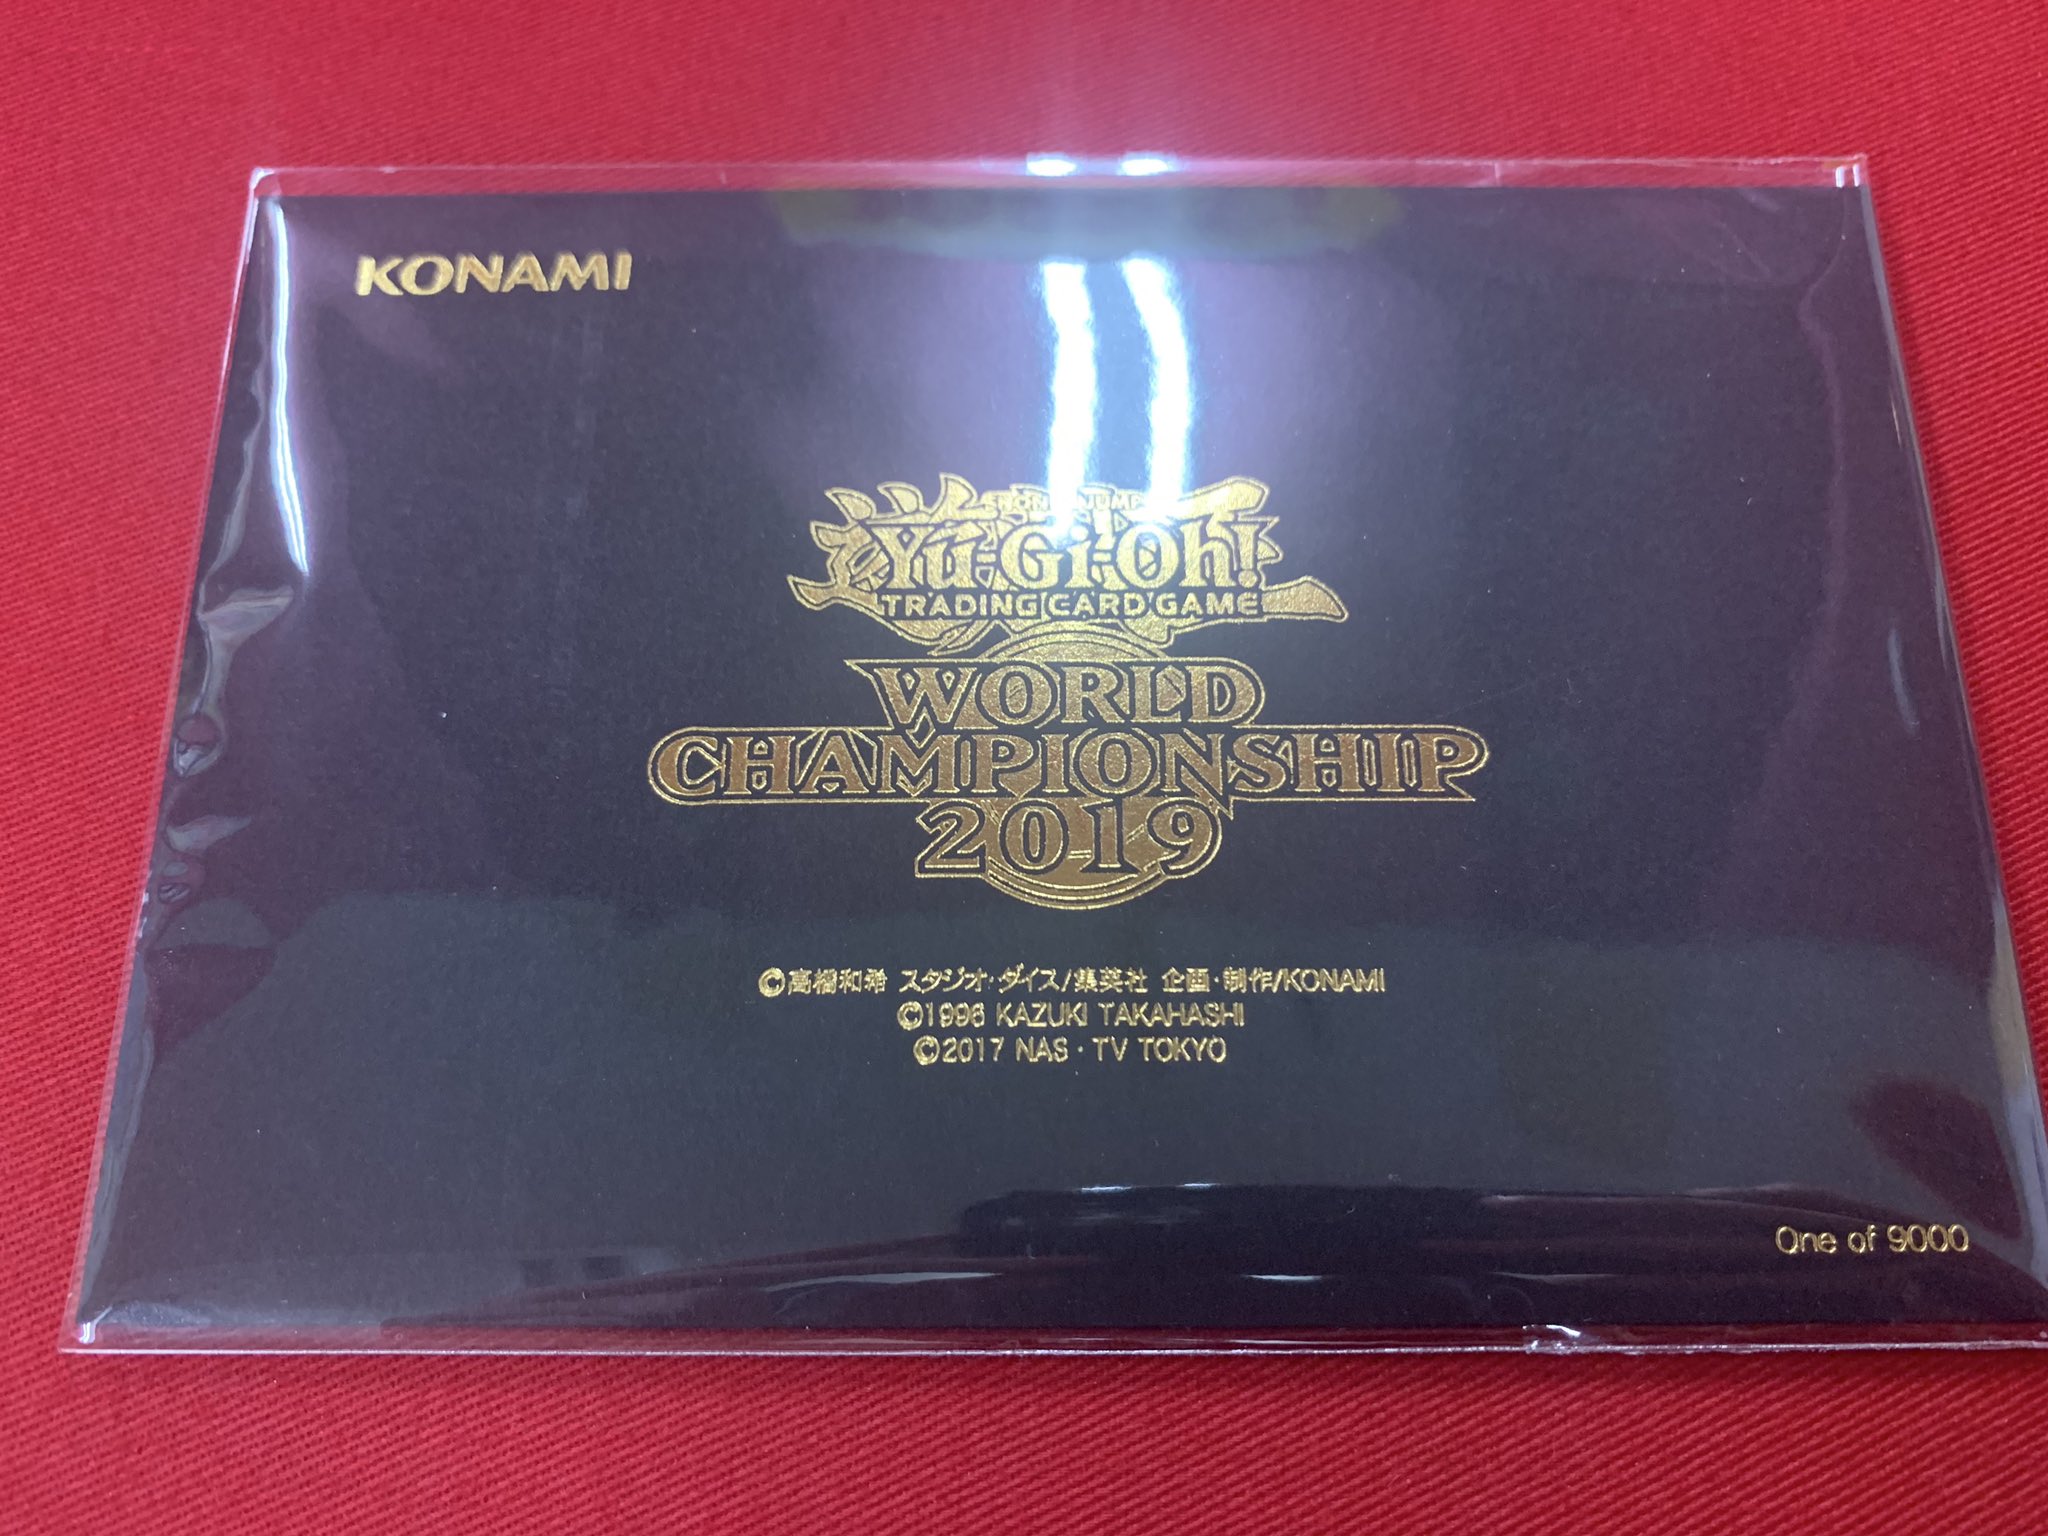 KONAMI
Yu-Gi-Oh!
TRADING CARD GAME
WORLD
CHAMPIONSHIP
2019
©高橋和希 スタジオ・ダイス/集英社 企画・制作/KONAMI
©1996 KAZUKI TAKAHASHI
©2017 NAS・TV TOKYO
One of 9000